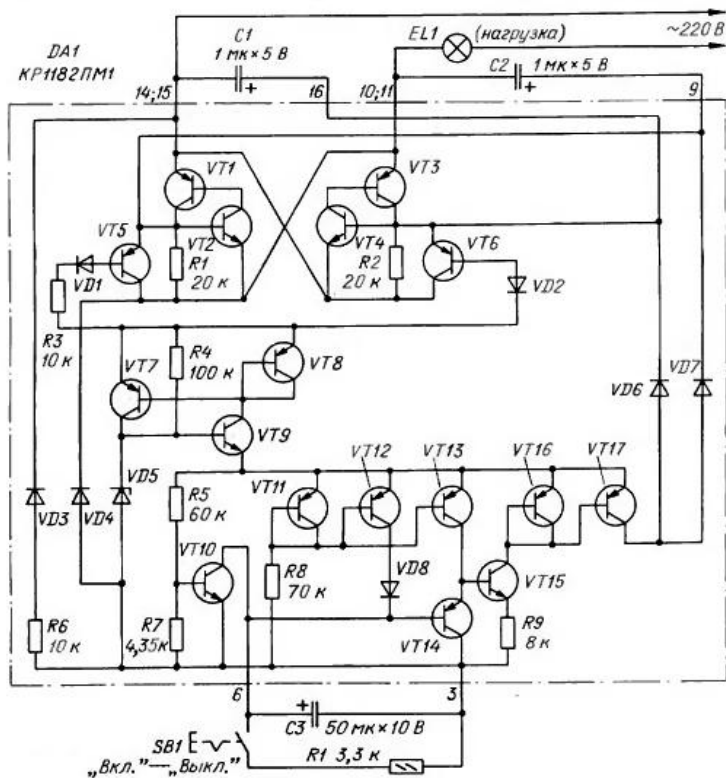 DA1
КР1182ПМ1
C1
1 мк × 5 В
+
14;15
16
EL1
(нагрузка)
~220 В
10;11
C2
1 мк × 5 В
+
9
VT1
VT2
R1
20 к
VT3
VT4
R2
20 к
VT5
VD1
R3
10 к
VT6
VD2
VT7
R4
100 к
VT8
VT9
VD6
VD7
VD3
VD4
VD5
R5
60 к
VT10
VT11
VT12
VT13
VT16
VT17
R8
70 к
VD8
VT15
VT14
R9
8 к
R6
10 к
R7
4,35к
6
3
+
C3
50 мк × 10 В
SB1
„Вкл."—„Выкл."
R1 3,3 к